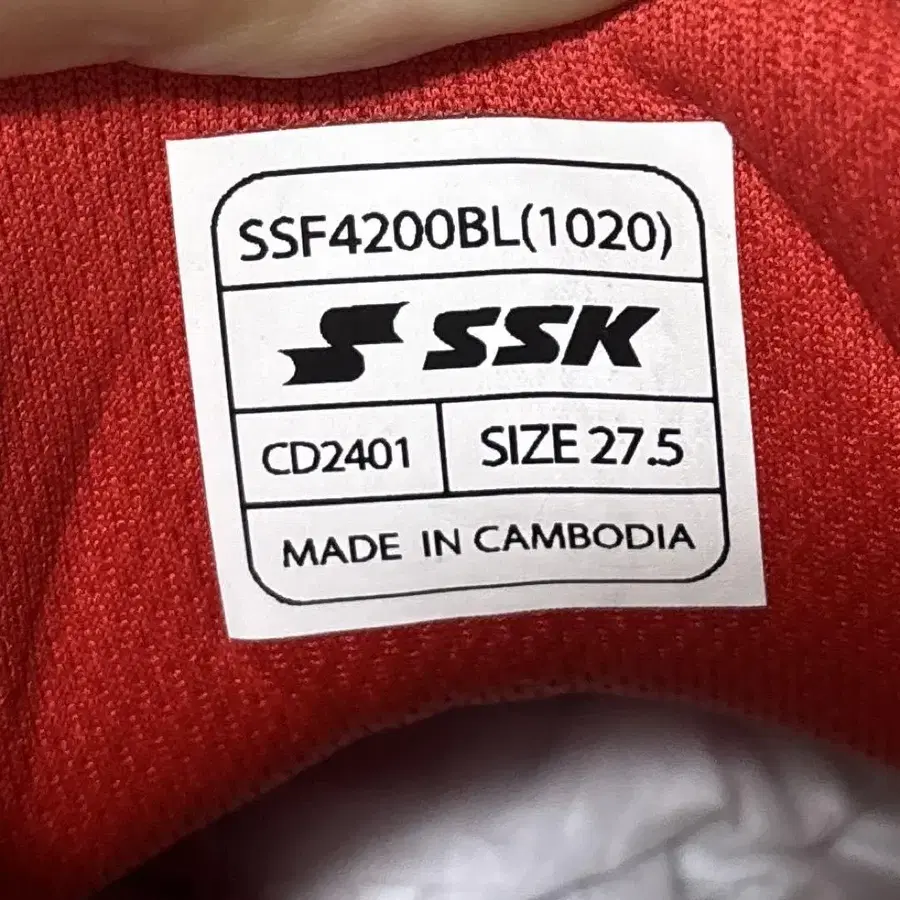 SSF4200BL(1020)
SSK
CD2401
SIZE 27.5
MADE IN CAMBODIA